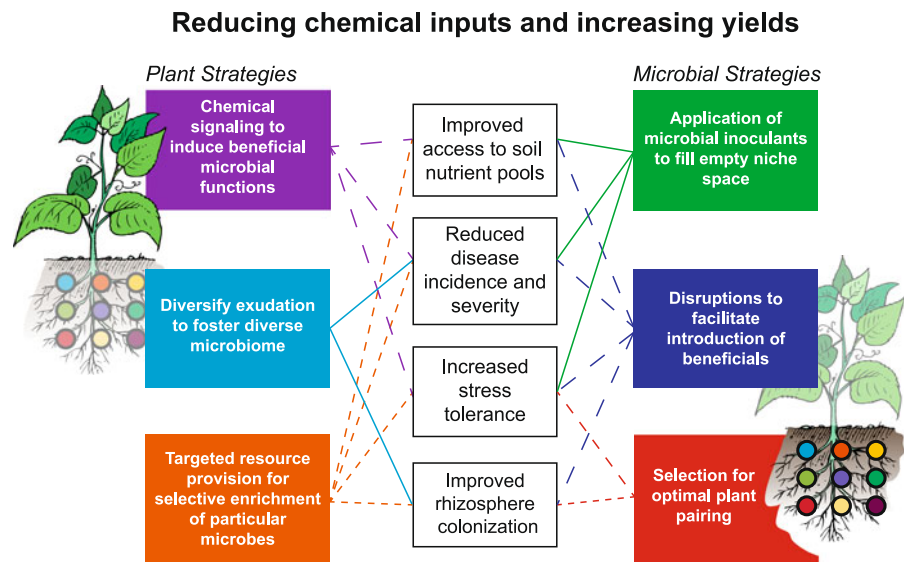 Reducing chemical inputs and increasing yields
Plant Strategies
Chemical
signaling to
induce beneficial
microbial
functions
Diversify exudation
to foster diverse
microbiome
Targeted resource
provision for
selective enrichment
of particular
microbes
Improved
access to soil
nutrient pools
Reduced
disease
incidence and
severity
Increased
stress
tolerance
Improved
rhizosphere
colonization
Microbial Strategies
Application of
microbial inoculants
to fill empty niche
space
Disruptions to
facilitate
introduction of
beneficials
Selection for
optimal plant
pairing